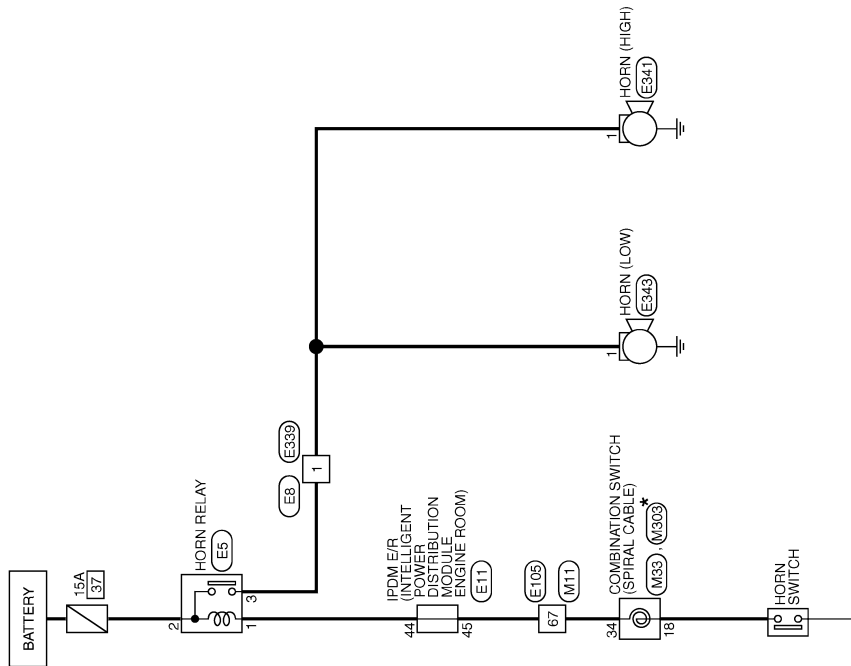 BATTERY
15A
37
2
HORN RELAY
E5
1
3
E8
E339
1
IPDM E/R
(INTELLIGENT
POWER
DISTRIBUTION
MODULE
ENGINE ROOM)
E11
44
45
E105
67
M11
COMBINATION SWITCH
(SPIRAL CABLE)
M33 , M303 *
34
18
HORN
SWITCH
1
HORN (LOW)
E343
1
HORN (HIGH)
E341